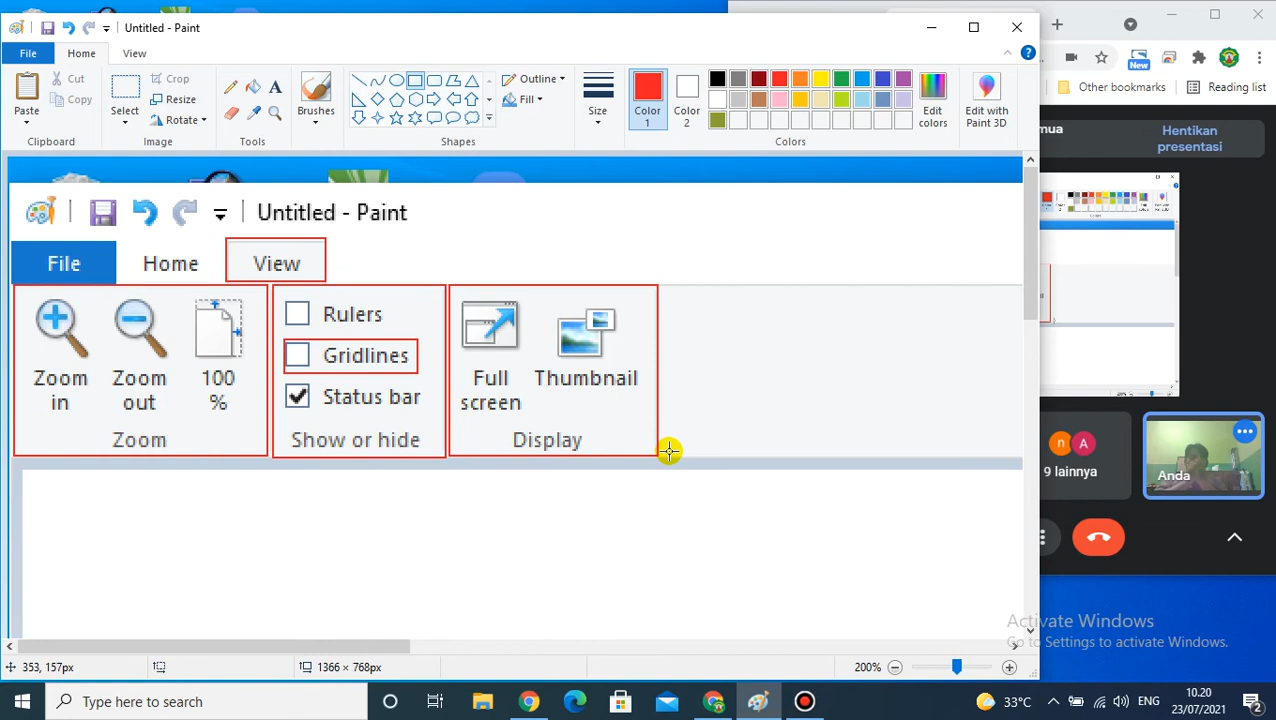 Untitled - Paint
File Home View
Paste
Cut
Copy
Clipboard
Select
Crop
Resize
Rotate
Image
Tools
Brushes
Shapes
Outline
Fill
Size
Color 1
Color 2
Colors
Edit colors
Edit with Paint 3D
New
Other bookmarks
Reading list
mua
Hentikan presentasi
Untitled - Paint
File Home View
Zoom in
Zoom out
100 %
Zoom
Rulers
Gridlines
Status bar
Show or hide
Full screen
Thumbnail
Display
n A
9 lainnya
Anda
Activate Windows
Go to Settings to activate Windows.
353, 157px
1366 × 768px
200%
Type here to search
33°C
ENG
10.20
23/07/2021
2